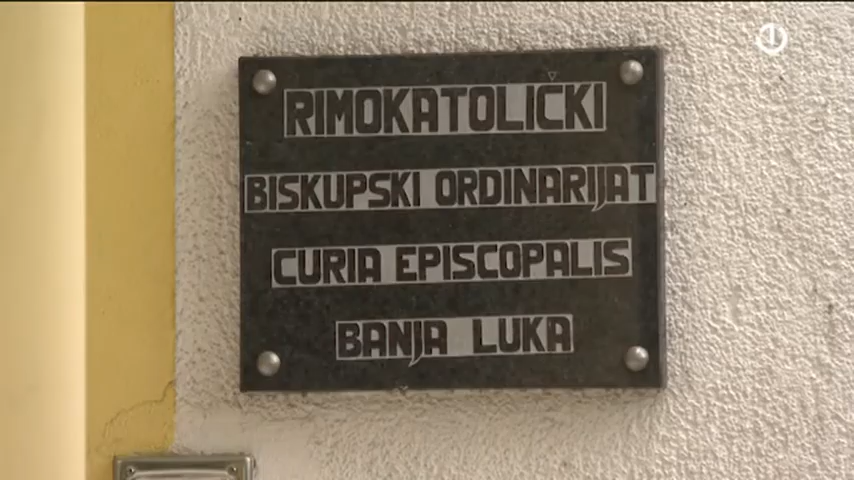 RIMOKATOLIČKI
BISKUPSKI ORDINARIJAT
CURIA EPISCOPALIS
BANJA LUKA